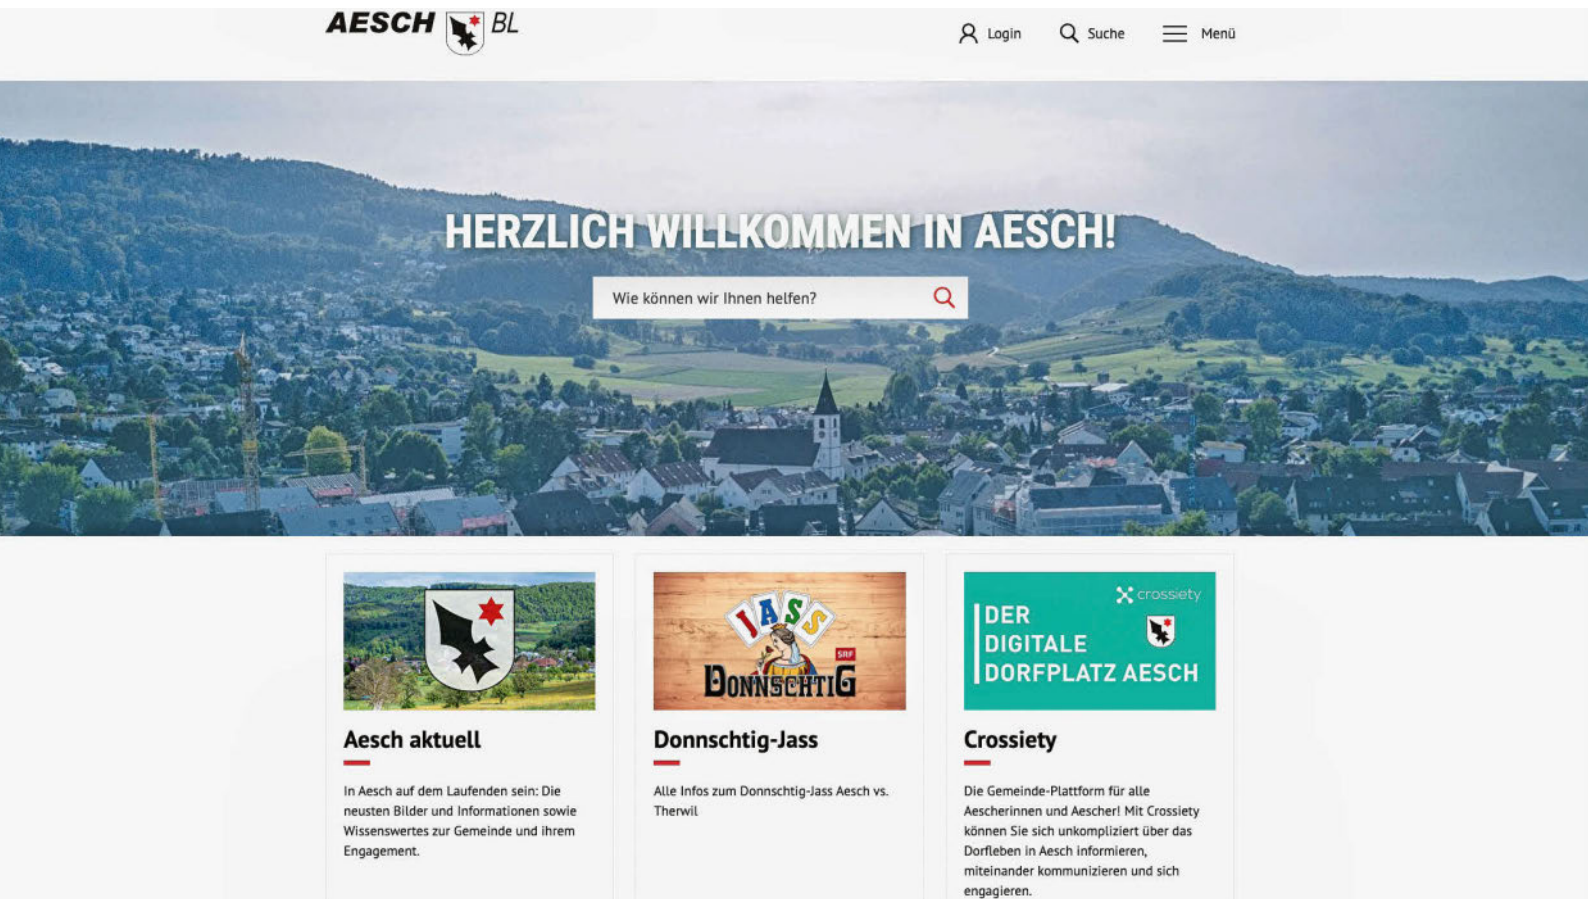 AESCH BL
Login
Suche
Menü
HERZLICH WILLKOMMEN IN AESCH!
Wie können wir Ihnen helfen?
JASS
SRF
DONNSCHTIG
crossiety
DER
DIGITALE
DORFPLATZ AESCH
Aesch aktuell
In Aesch auf dem Laufenden sein: Die
neusten Bilder und Informationen sowie
Wissenswertes zur Gemeinde und ihrem
Engagement.
Donnschtig-Jass
Alle Infos zum Donnschtig-Jass Aesch vs.
Therwil
Crossiety
Die Gemeinde-Plattform für alle
Aescherinnen und Aescher! Mit Crossiety
können Sie sich unkompliziert über das
Dorfleben in Aesch informieren,
miteinander kommunizieren und sich
engagieren.